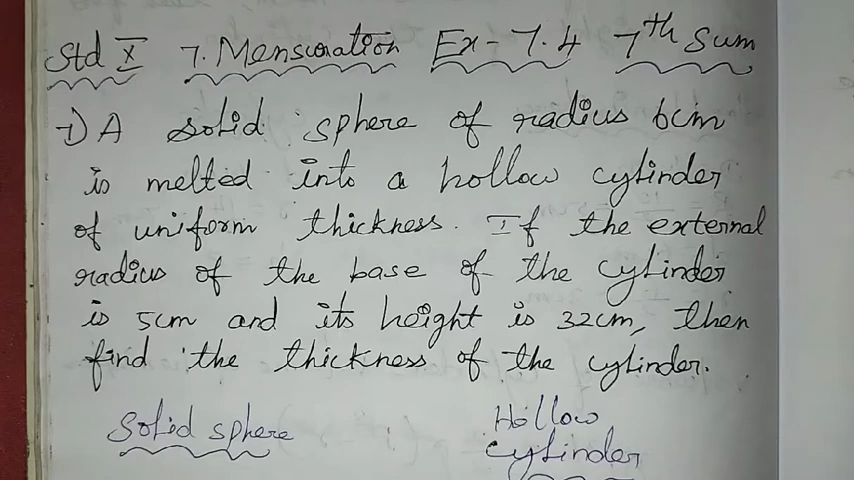 Std X 7. Mensuration Ex-7.4 7th Sum
7) A solid sphere of radius 6cm
is melted into a hollow cylinder
of uniform thickness. If the external
radius of the base of the cylinder
is 5cm and its height is 32cm, then
find the thickness of the cylinder.
Solid sphere Hollow
cylinder